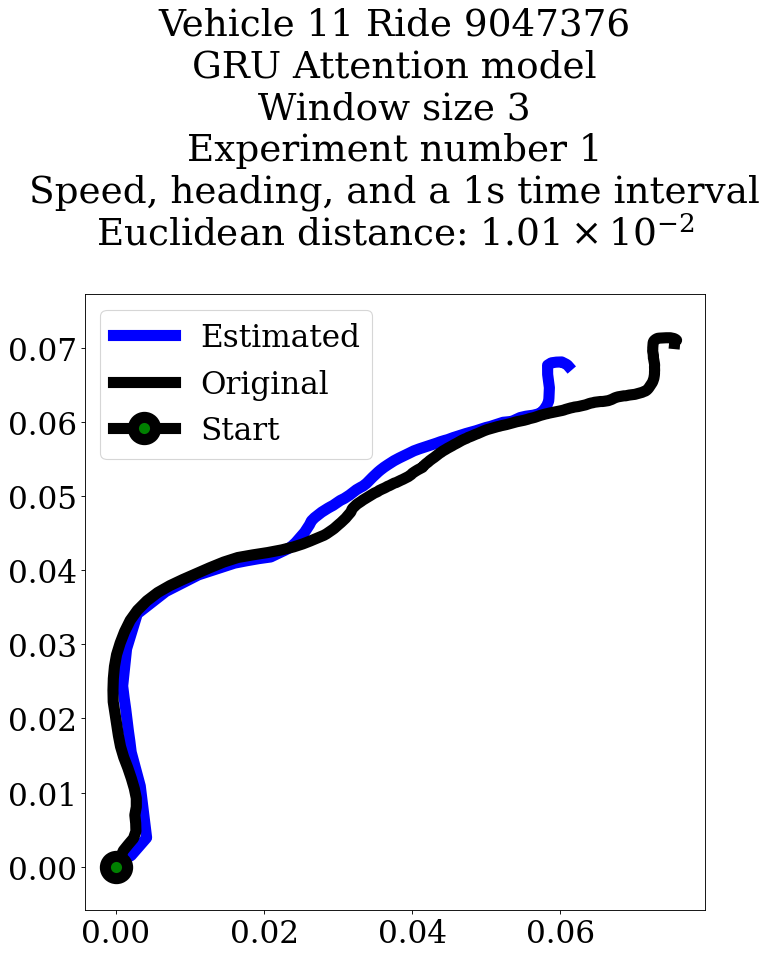 Vehicle 11 Ride 9047376
GRU Attention model
Window size 3
Experiment number 1
Speed, heading, and a 1s time interval
Euclidean distance: 1.01 × 10⁻²
Estimated
Original
Start
0.07
0.06
0.05
0.04
0.03
0.02
0.01
0.00
0.00 0.02 0.04 0.06